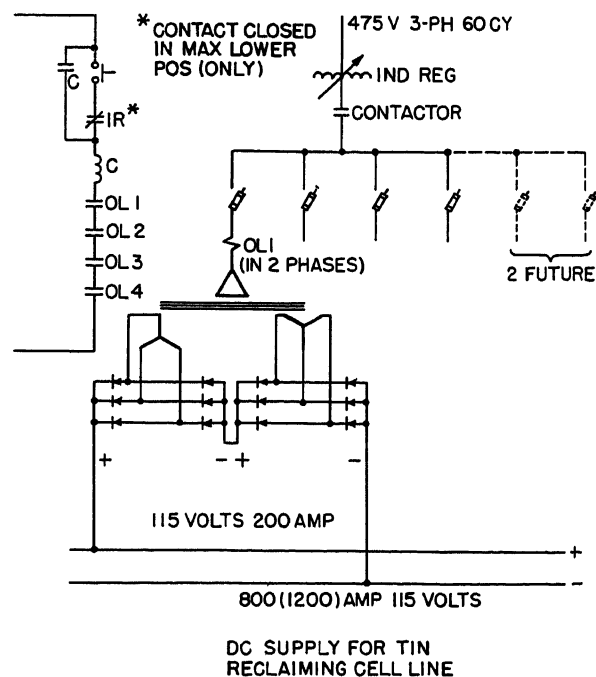 * CONTACT CLOSED
IN MAX LOWER
POS (ONLY)
475 V 3-PH 60 CY
IND REG
CONTACTOR
C
IR*
C
OL 1
OL 2
OL 3
OL 4
OL1
(IN 2 PHASES)
2 FUTURE
+
-
+
-
115 VOLTS 200 AMP
+
-
800 (1200) AMP 115 VOLTS
DC SUPPLY FOR TIN
RECLAIMING CELL LINE